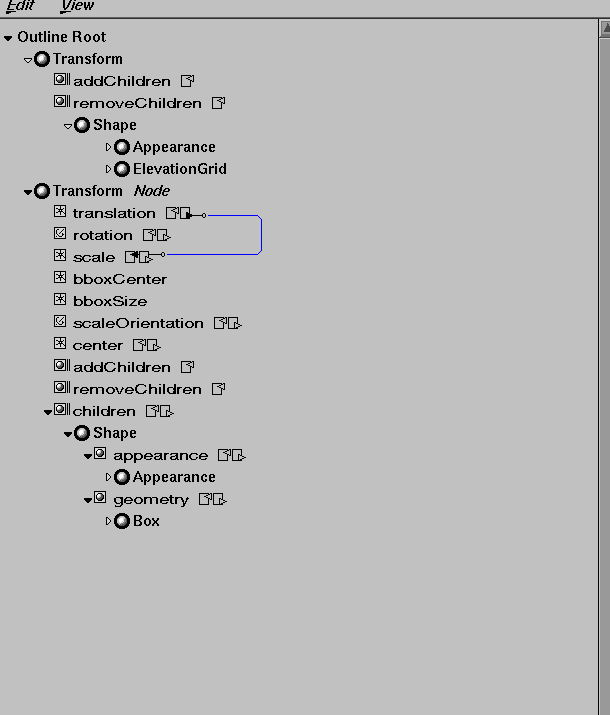 Edit View
Outline Root
Transform
addChildren
removeChildren
Shape
Appearance
ElevationGrid
Transform Node
translation
rotation
scale
bboxCenter
bboxSize
scaleOrientation
center
addChildren
removeChildren
children
Shape
appearance
Appearance
geometry
Box